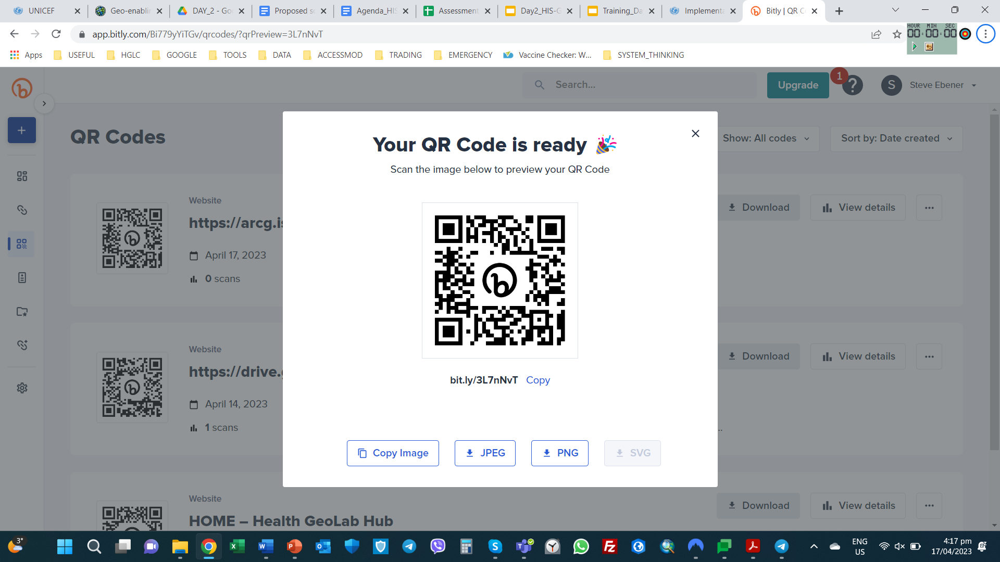 UNICEF
Geo-enablin
DAY_2 - Goo
Proposed sc
Agenda_HIS
Assessment
Day2_HIS-G
Training_Da
Implementa
Bitly | QR Co
app.bitly.com/Bi779yYiTGv/qrcodes/?qrPreview=3L7nNvT
HOUR MIN SEC
00:00:00
Apps
USEFUL
HGLC
GOOGLE
TOOLS
DATA
ACCESSMOD
TRADING
EMERGENCY
Vaccine Checker: W...
SYSTEM_THINKING
Search...
Upgrade
1
?
S
Steve Ebener
QR Codes
Show: All codes
Sort by: Date created
Your QR Code is ready
Scan the image below to preview your QR Code
bit.ly/3L7nNvT Copy
Copy Image
JPEG
PNG
SVG
Website
https://arcg.is
April 17, 2023
0 scans
Download
View details
Website
https://drive.g
April 14, 2023
1 scans
Download
View details
..
Website
HOME – Health GeoLab Hub
Download
View details
3°
ENG
US
4:17 pm
17/04/2023